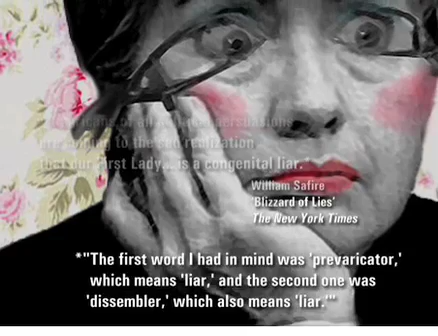 of all
are coming to the sad realization
that our First Lady... is a congenital liar.
William Safire
'Blizzard of Lies'
The New York Times
*"The first word I had in mind was 'prevaricator,'
which means 'liar,' and the second one was
'dissembler,' which also means 'liar.'"